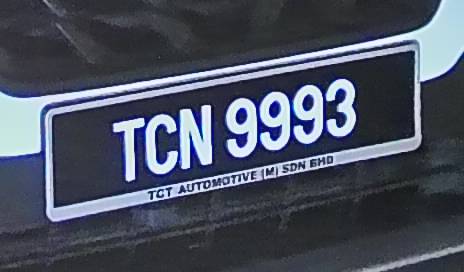 TCN 9993
TCT AUTOMOTIVE (M) SDN BHD